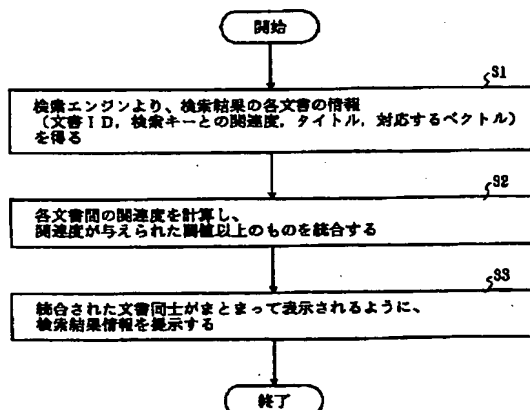 開始
S1
検索エンジンより、検索結果の各文書の情報
(文書ID,検索キーとの関連度,タイトル,対応するベクトル)
を得る
S2
各文書間の関連度を計算し、
関連度が与えられた閾値以上のものを統合する
S3
統合された文書同士がまとまって表示されるように、
検索結果情報を提示する
終了